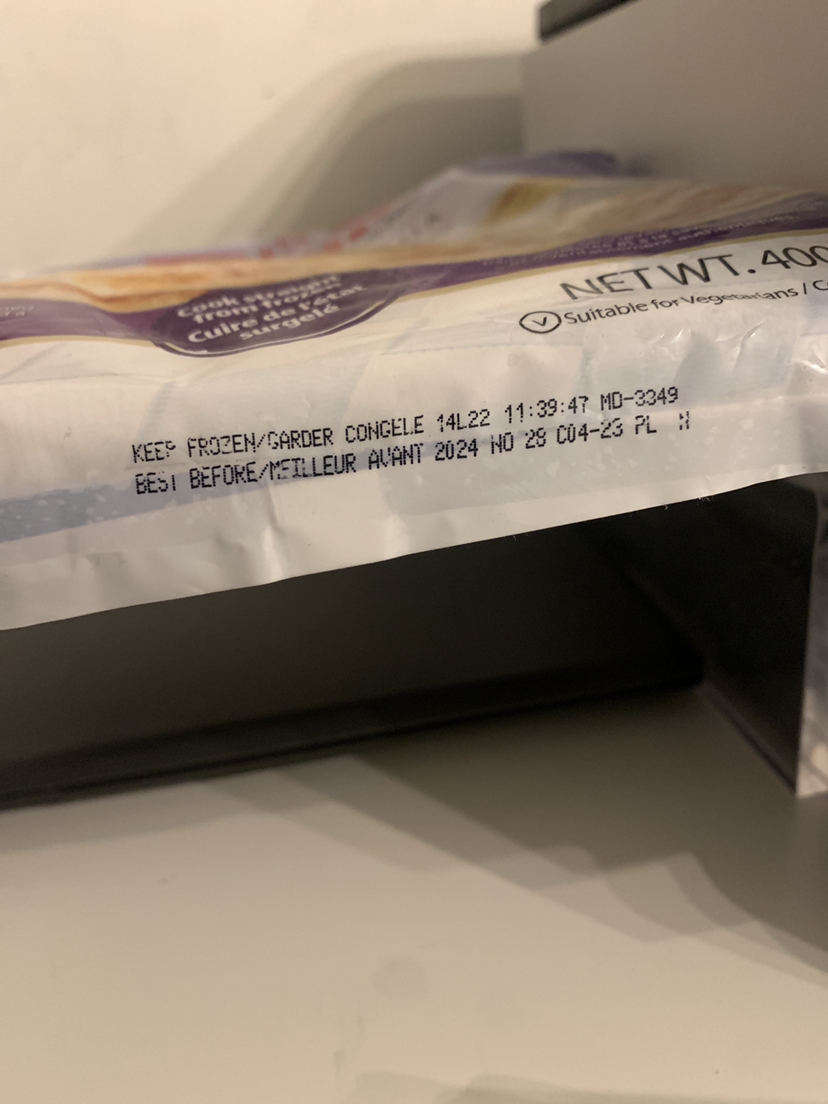 Cook straight
from frozen
Cuire de l'état
surgelé
NET WT. 400
V Suitable for Vegetarians / C
KEEP FROZEN/GARDER CONGELE 14L22 11:39:47 MD-3349
BEST BEFORE/MEILLEUR AVANT 2024 NO 28 C04-23 PL N